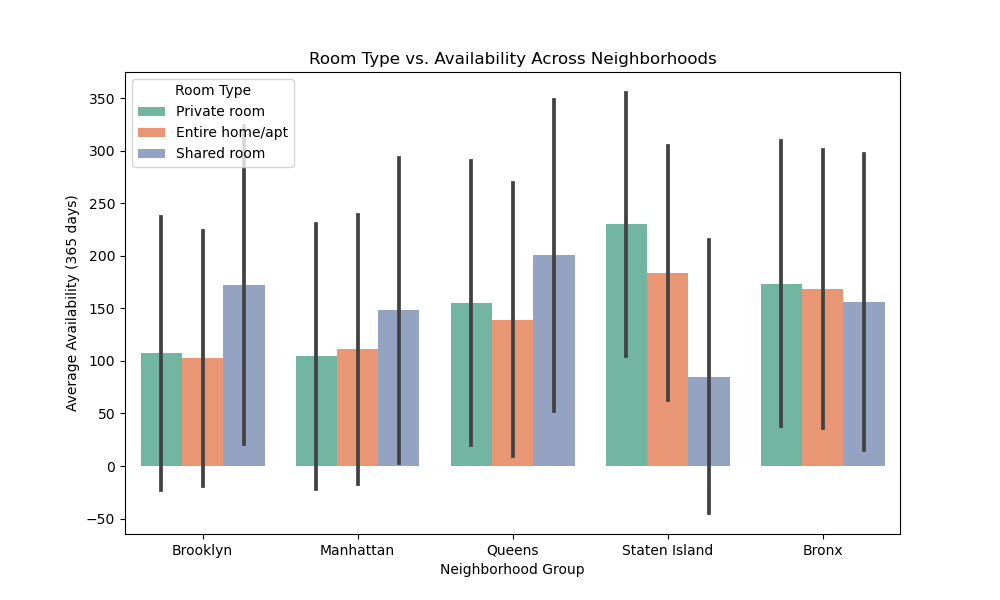 Room Type vs. Availability Across Neighborhoods
Room Type
Private room
Entire home/apt
Shared room
Average Availability (365 days)
350
300
250
200
150
100
50
0
−50
Brooklyn
Manhattan
Queens
Staten Island
Bronx
Neighborhood Group